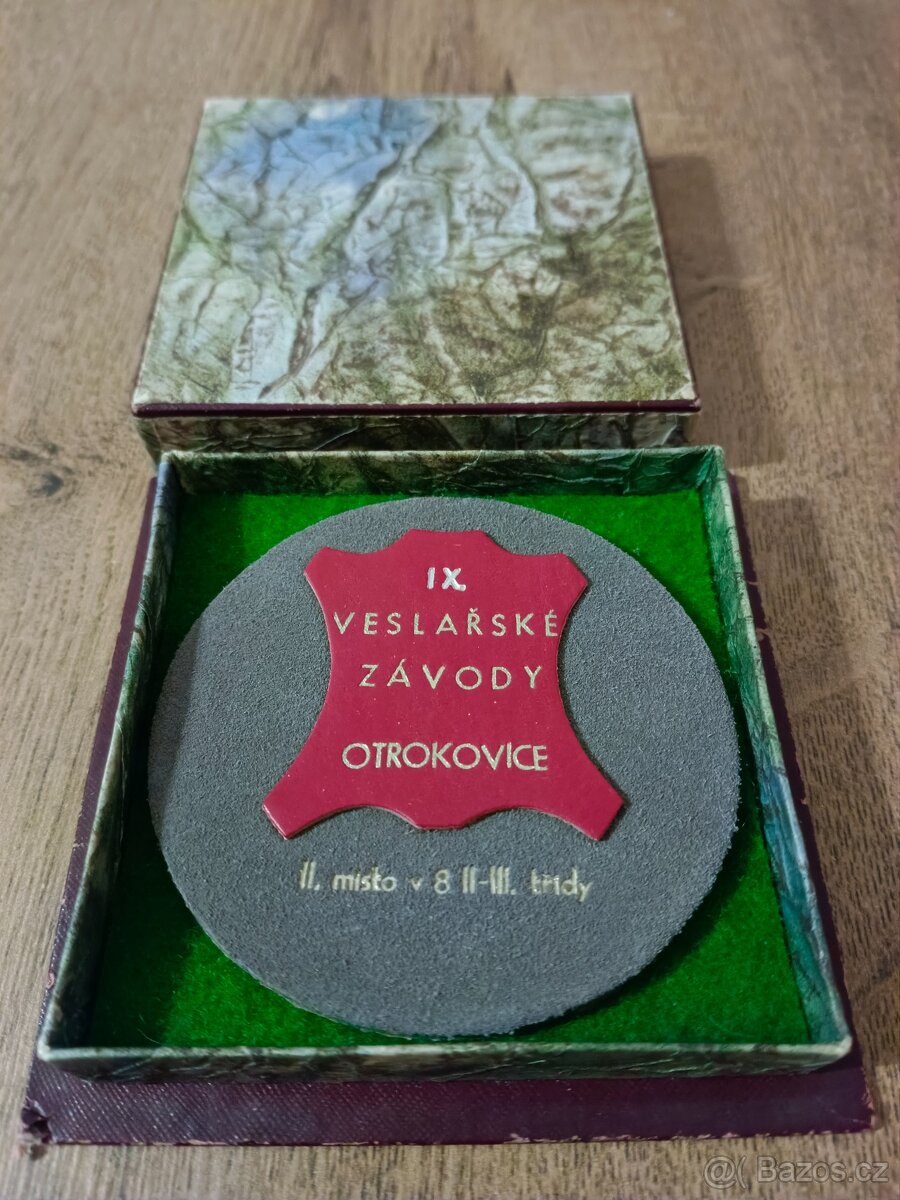 IX.
VESLAŘSKÉ
ZÁVODY
OTROKOVICE
II. místo v 8 II-III. třídy
@( Bazos.cz